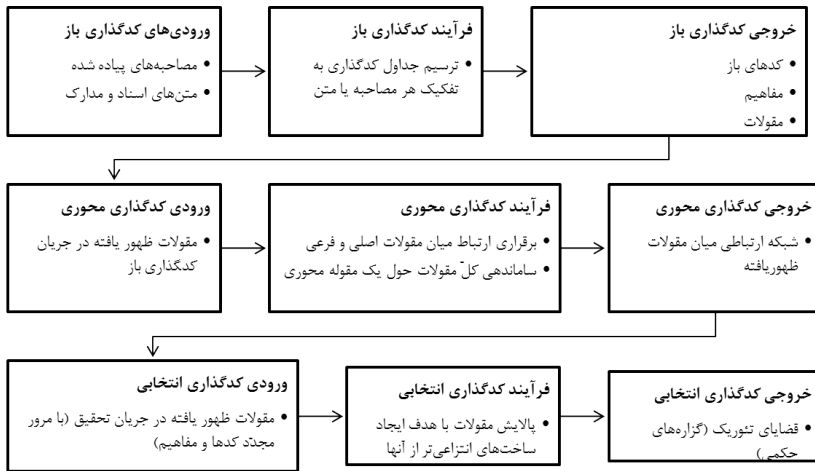 ورودی‌های کدگذاری باز
• مصاحبه‌های پیاده شده
• متن‌های اسناد و مدارک
فرآیند کدگذاری باز
• ترسیم جداول کدگذاری به
تفکیک هر مصاحبه یا متن
خروجی کدگذاری باز
• کدهای باز
• مفاهیم
• مقولات
ورودی کدگذاری محوری
• مقولات ظهور یافته در جریان
کدگذاری باز
فرآیند کدگذاری محوری
• برقراری ارتباط میان مقولات اصلی و فرعی
• ساماندهی کلّ مقولات حول یک مقوله محوری
خروجی کدگذاری محوری
• شبکه ارتباطی میان مقولات
ظهوریافته
ورودی کدگذاری انتخابی
• مقولات ظهور یافته در جریان تحقیق (با مرور
مجدّد کدها و مفاهیم)
فرآیند کدگذاری انتخابی
• پالایش مقولات با هدف ایجاد
ساخت‌های انتزاعی‌تر از آنها
خروجی کدگذاری انتخابی
• قضایای تئوریک (گزاره‌های
حکمی)